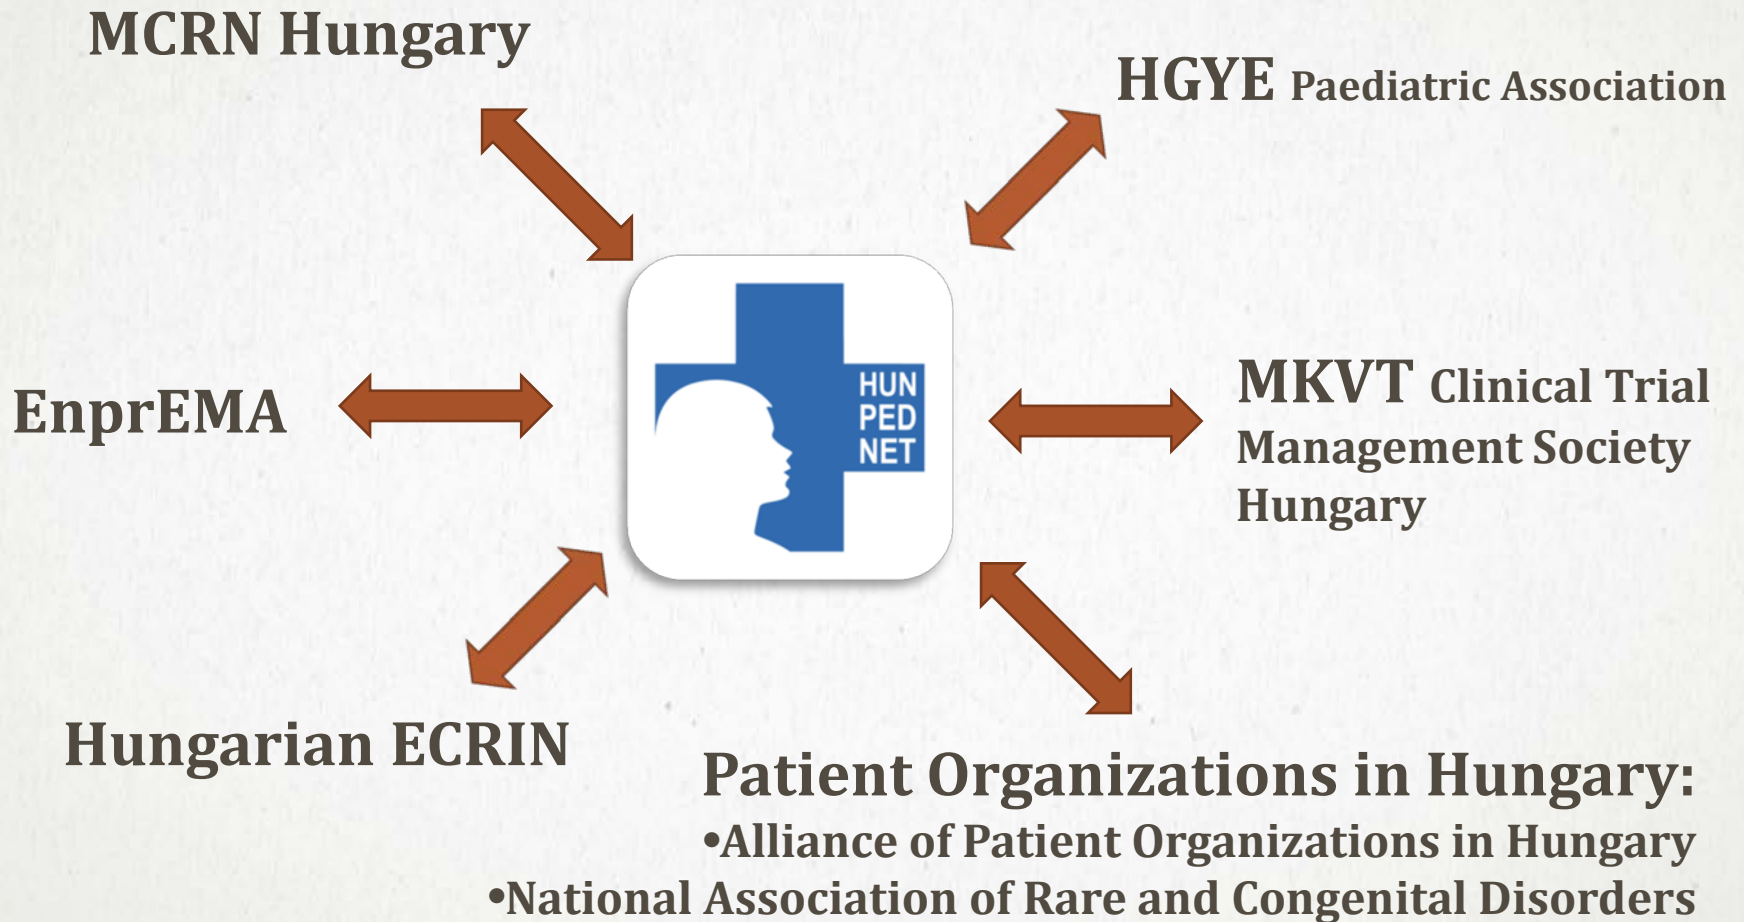 MCRN Hungary
HGYE Paediatric Association
HUN
PED
NET
EnprEMA
MKVT Clinical Trial
Management Society
Hungary
Hungarian ECRIN
Patient Organizations in Hungary:
•Alliance of Patient Organizations in Hungary
•National Association of Rare and Congenital Disorders